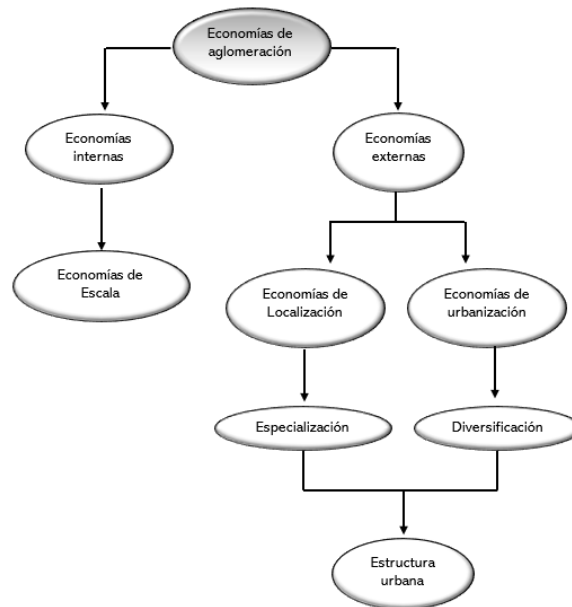 Economías de
aglomeración
Economías
internas
Economías
externas
Economías de
Escala
Economías de
Localización
Economías de
urbanización
Especialización
Diversificación
Estructura
urbana